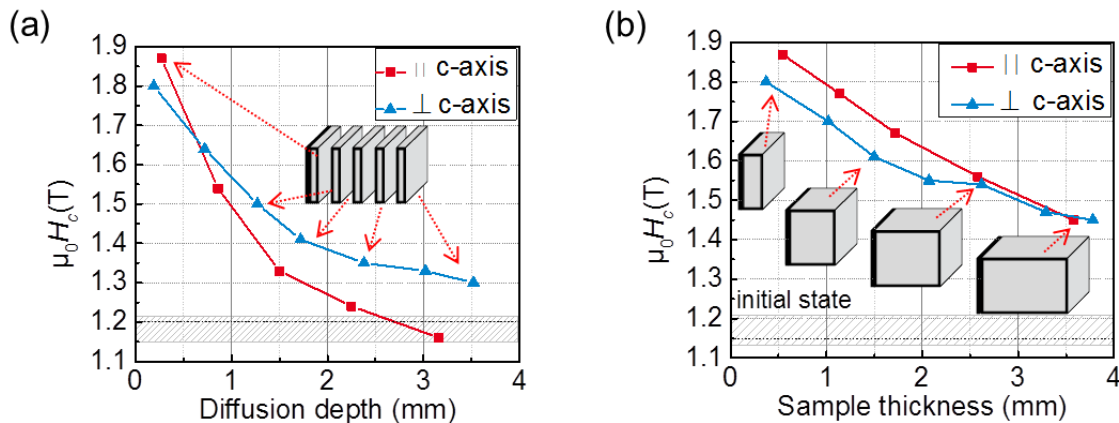 (a)
1.9
1.8
1.7
1.6
1.5
1.4
1.3
1.2
1.1
μ₀Hc(T)
|| c-axis
⊥ c-axis
0 1 2 3 4
Diffusion depth (mm)
(b)
1.9
1.8
1.7
1.6
1.5
1.4
1.3
1.2
1.1
μ₀Hc(T)
|| c-axis
⊥ c-axis
initial state
0 1 2 3 4
Sample thickness (mm)